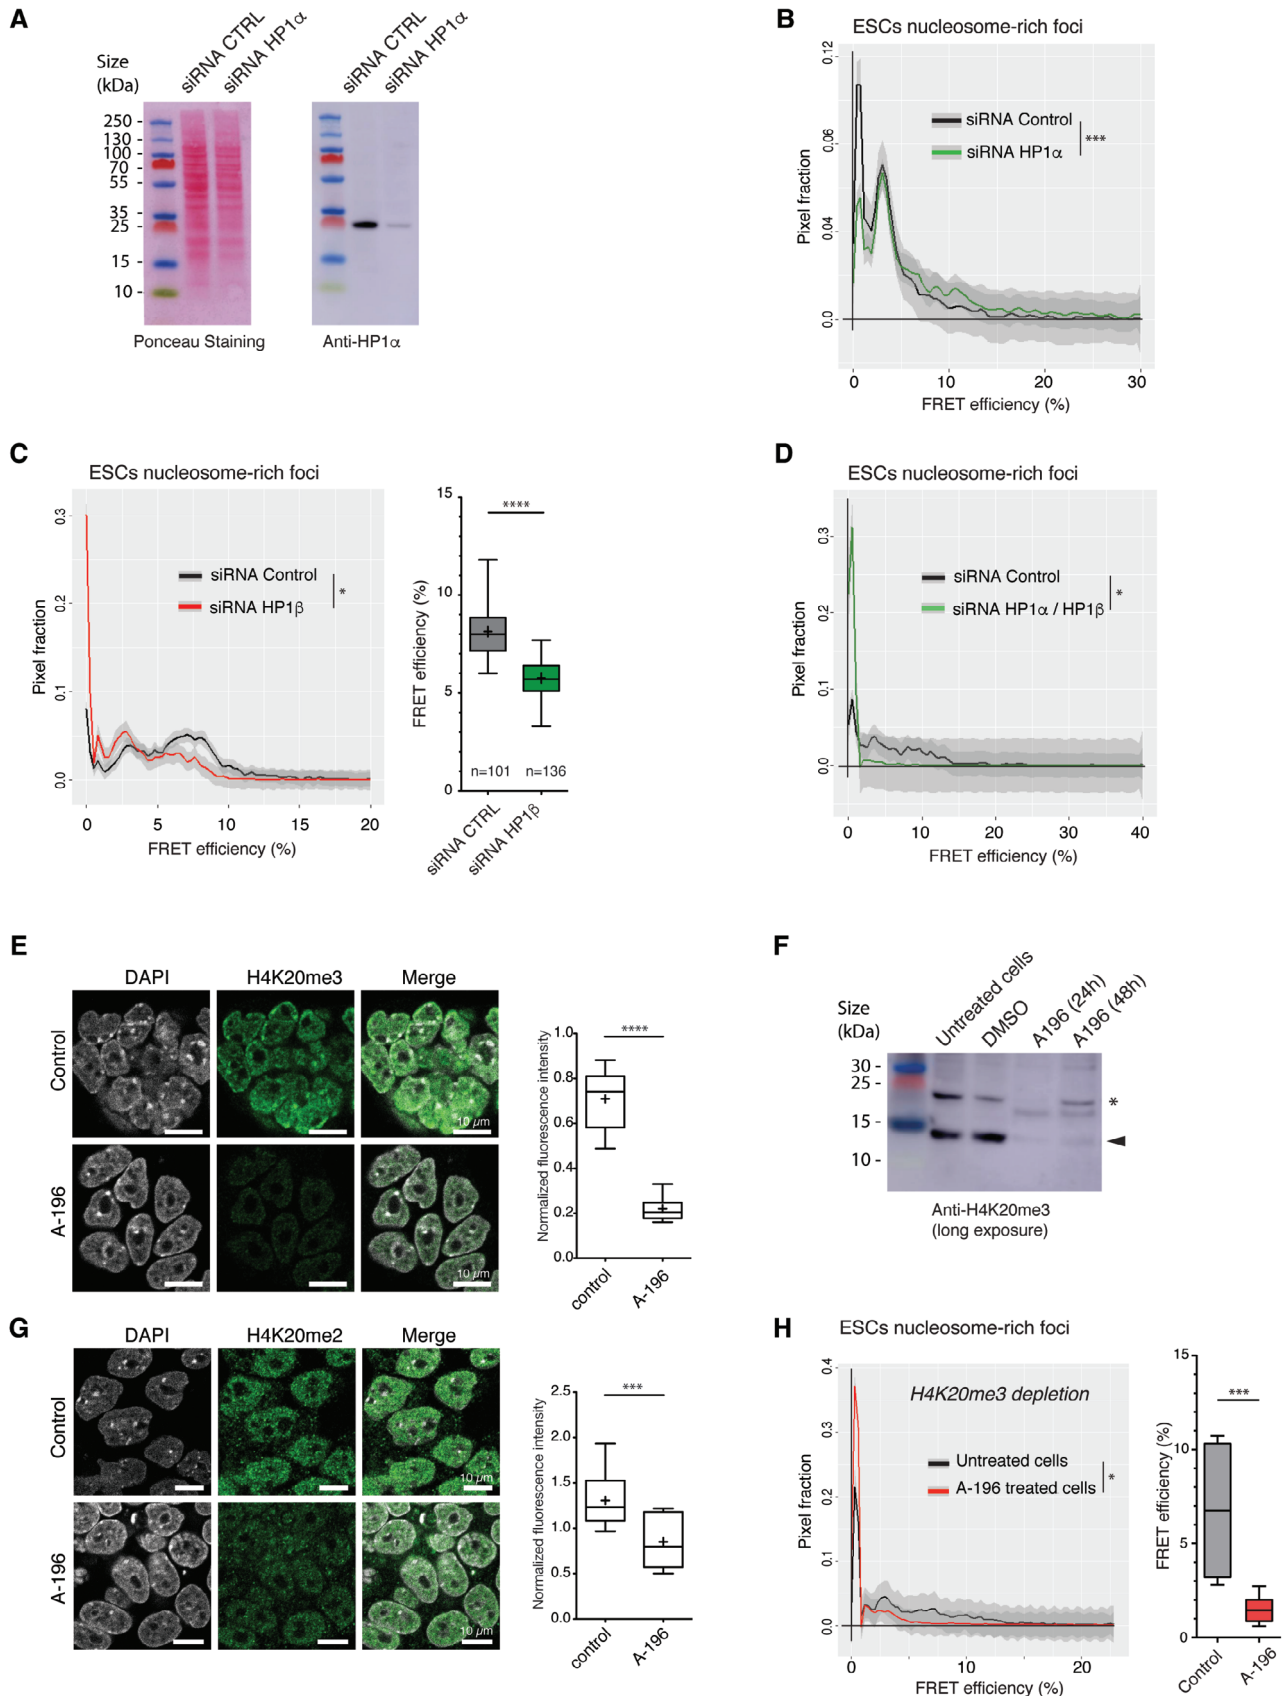 A
Size
(kDa)
siRNA CTRL
siRNA HP1α
siRNA CTRL
siRNA HP1α
250
130
100
70
55
35
25
15
10
Ponceau Staining
Anti-HP1α
B
ESCs nucleosome-rich foci
0.12
0.06
0.04
0.0
Pixel fraction
siRNA Control
siRNA HP1α
***
0 10 20 30
FRET efficiency (%)
C
ESCs nucleosome-rich foci
0.3
0.2
0.1
0.0
Pixel fraction
siRNA Control
siRNA HP1β
*
0 5 10 15 20
FRET efficiency (%)
15
10
5
0
FRET efficiency (%)
****
n=101 n=136
siRNA CTRL
siRNA HP1β
D
ESCs nucleosome-rich foci
0.3
0.2
0.1
0.0
Pixel fraction
siRNA Control
siRNA HP1α / HP1β
*
0 10 20 30 40
FRET efficiency (%)
E
DAPI H4K20me3 Merge
Control
10 µm
A-196
10 µm
1.0
0.8
0.6
0.4
0.2
0.0
Normalized fluorescence intensity
****
control
A-196
F
Size
(kDa)
Untreated cells
DMSO
A196 (24h)
A196 (48h)
30
25
15
10
*
Anti-H4K20me3
(long exposure)
G
DAPI H4K20me2 Merge
Control
10 µm
A-196
10 µm
2.5
2.0
1.5
1.0
0.5
0.0
Normalized fluorescence intensity
***
control
A-196
H
ESCs nucleosome-rich foci
0.4
0.3
0.2
0.1
0.0
Pixel fraction
H4K20me3 depletion
Untreated cells
A-196 treated cells
*
0 10 20
FRET efficiency (%)
15
10
5
0
FRET efficiency (%)
***
Control
A-196